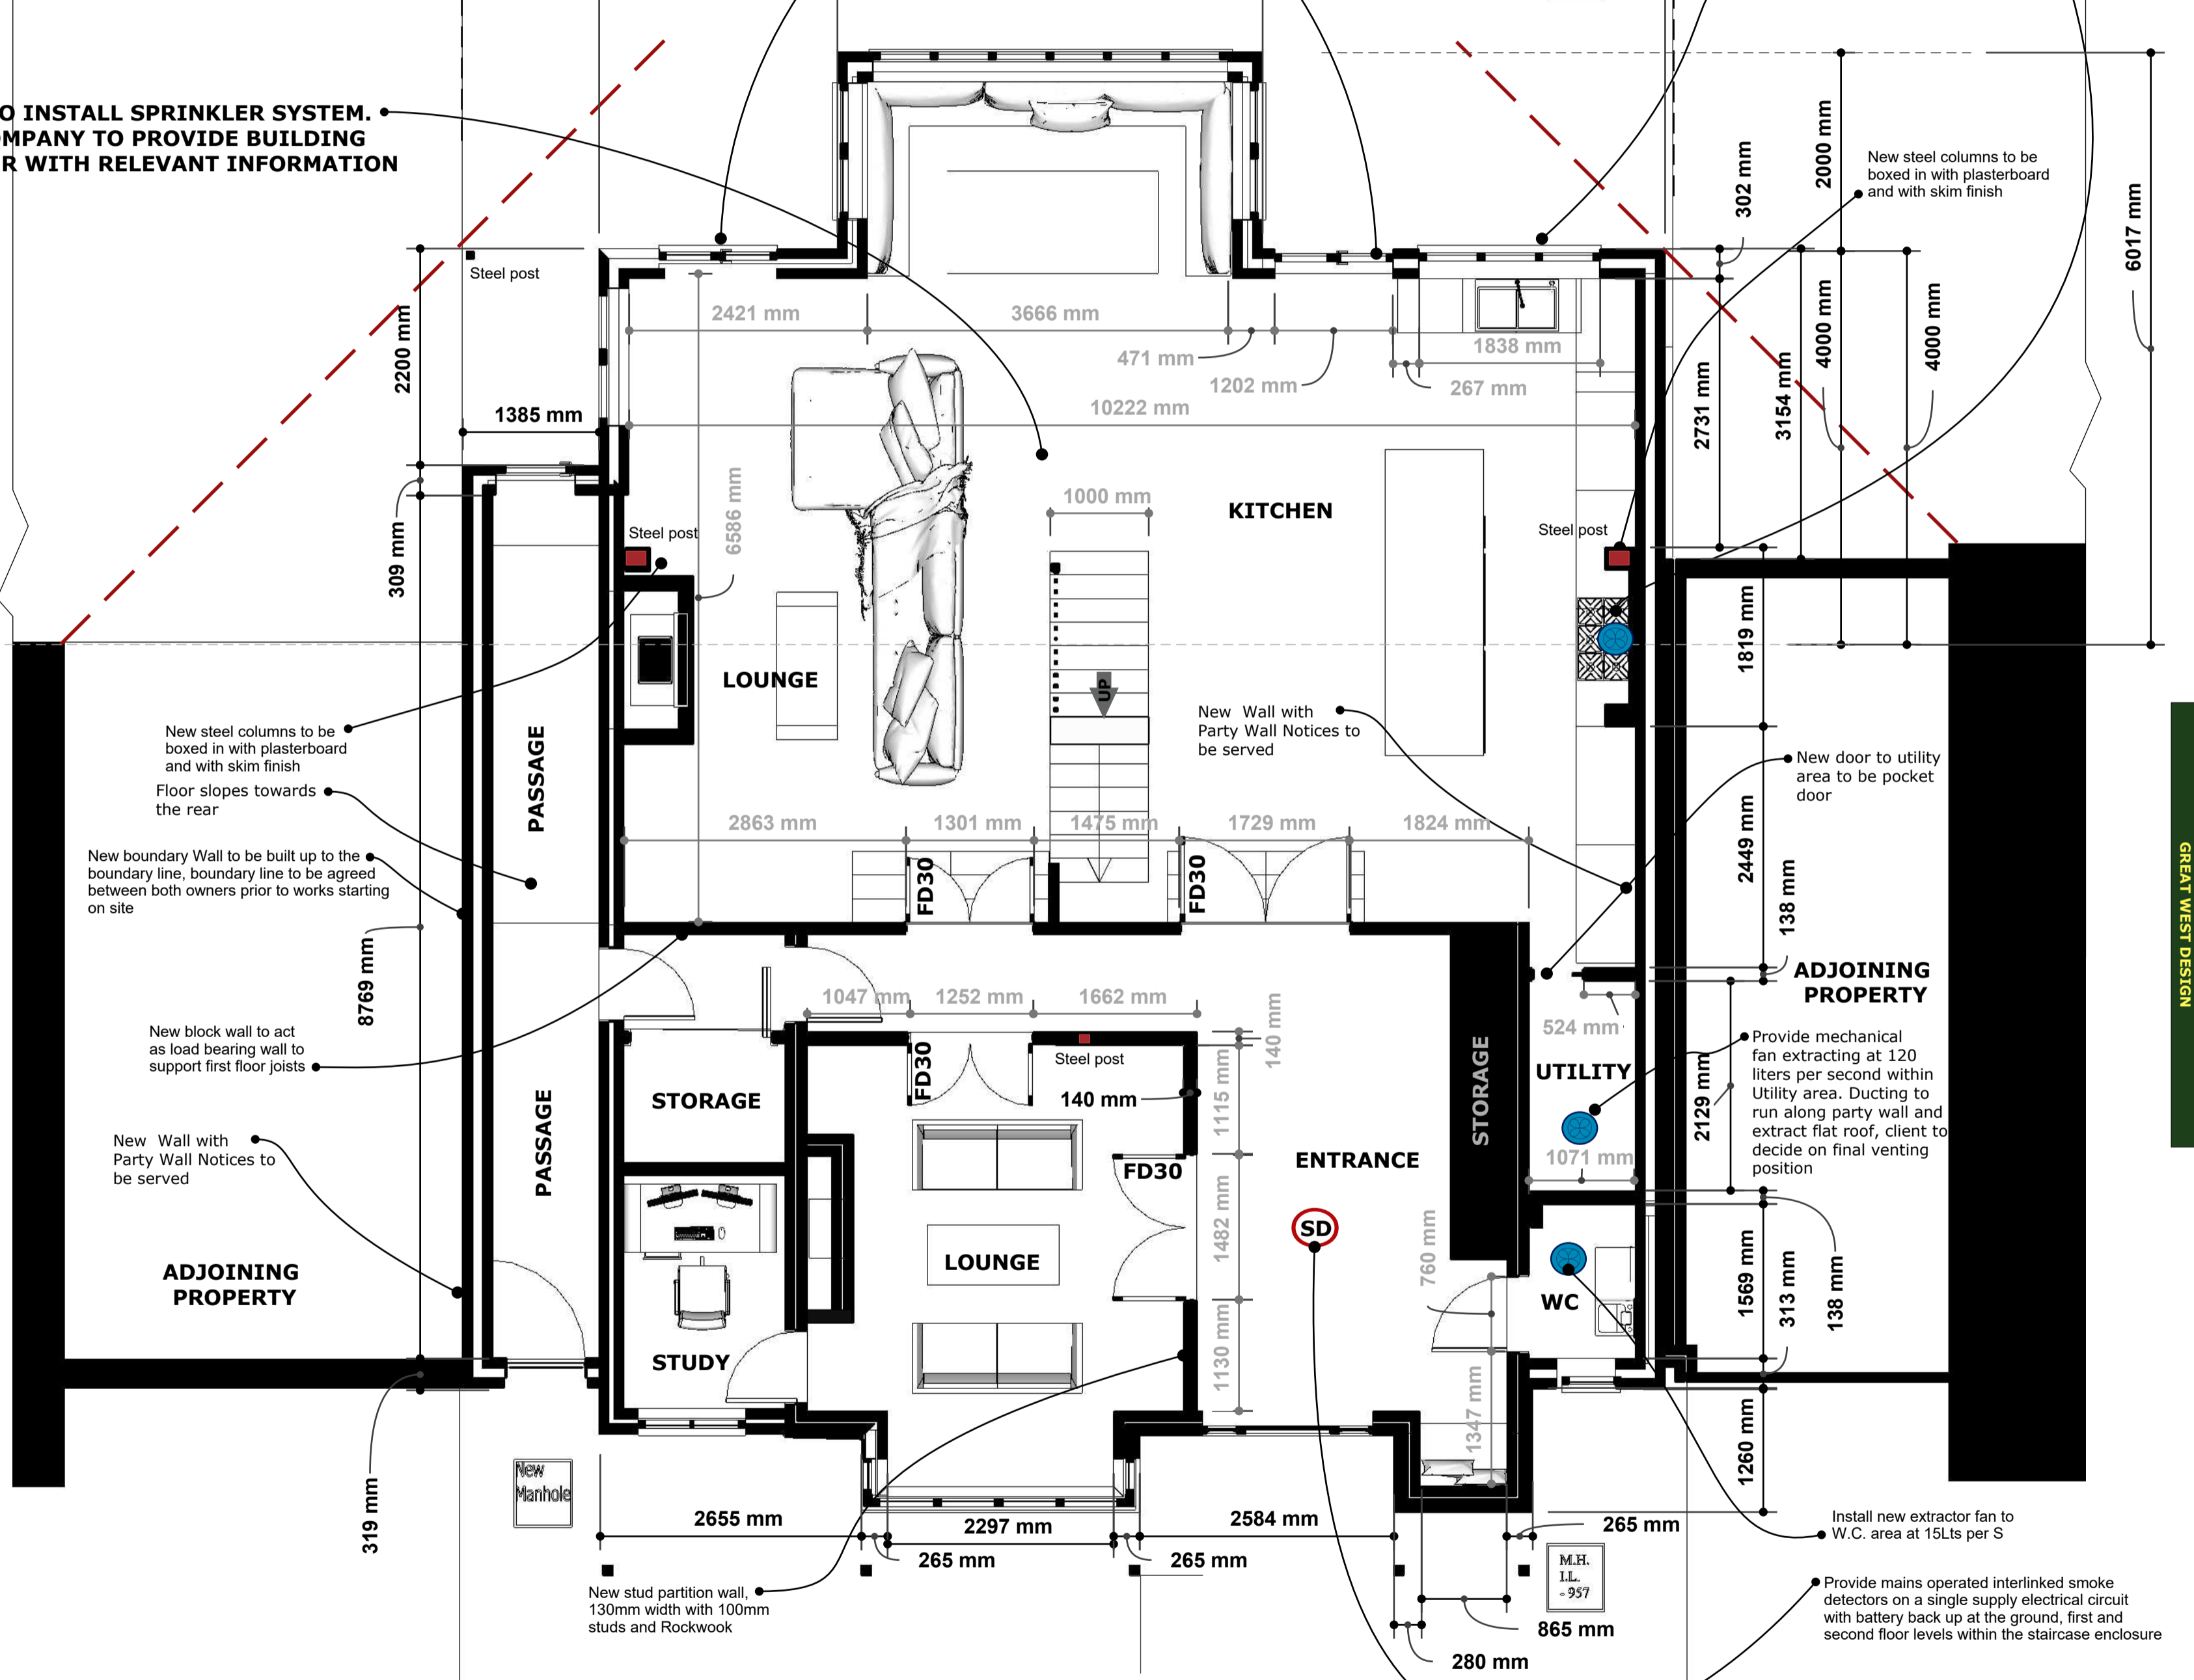 O INSTALL SPRINKLER SYSTEM.
OMPANY TO PROVIDE BUILDING
R WITH RELEVANT INFORMATION
New steel columns to be
boxed in with plasterboard
and with skim finish
2000 mm
302 mm
6017 mm
Steel post
2200 mm
1385 mm
309 mm
2421 mm
3666 mm
471 mm
1202 mm
1838 mm
267 mm
10222 mm
2731 mm
3154 mm
4000 mm
4000 mm
6586 mm
1000 mm
KITCHEN
Steel post
Steel post
LOUNGE
UP
1819 mm
New Wall with
Party Wall Notices to
be served
New steel columns to be
boxed in with plasterboard
and with skim finish
Floor slopes towards
the rear
PASSAGE
New door to utility
area to be pocket
door
New boundary Wall to be built up to the
boundary line, boundary line to be agreed
between both owners prior to works starting
on site
2863 mm
1301 mm
1475 mm
1729 mm
1824 mm
2449 mm
138 mm
FD30
FD30
GREAT WEST DESIGN
8769 mm
ADJOINING
PROPERTY
New block wall to act
as load bearing wall to
support first floor joists
1047 mm
1252 mm
1662 mm
140 mm
524 mm
FD30
Steel post
140 mm
1115 mm
STORAGE
STORAGE
UTILITY
2129 mm
Provide mechanical
fan extracting at 120
liters per second within
Utility area. Ducting to
run along party wall and
extract flat roof, client to
decide on final venting
position
PASSAGE
New Wall with
Party Wall Notices to
be served
FD30
ENTRANCE
1071 mm
1482 mm
SD
760 mm
LOUNGE
ADJOINING
PROPERTY
WC
1569 mm
313 mm
138 mm
STUDY
1130 mm
1347 mm
1260 mm
319 mm
New
Manhole
2655 mm
2297 mm
2584 mm
265 mm
265 mm
265 mm
M.H.
I.L.
- 957
865 mm
280 mm
Install new extractor fan to
W.C. area at 15Lts per S
New stud partition wall,
130mm width with 100mm
studs and Rockwook
Provide mains operated interlinked smoke
detectors on a single supply electrical circuit
with battery back up at the ground, first and
second floor levels within the staircase enclosure